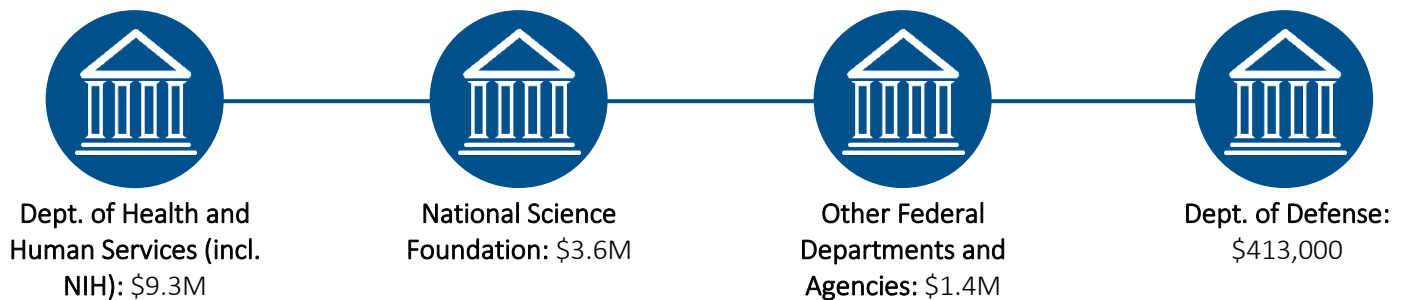 Dept. of Health and
Human Services (incl.
NIH): $9.3M
National Science
Foundation: $3.6M
Other Federal
Departments and
Agencies: $1.4M
Dept. of Defense:
$413,000